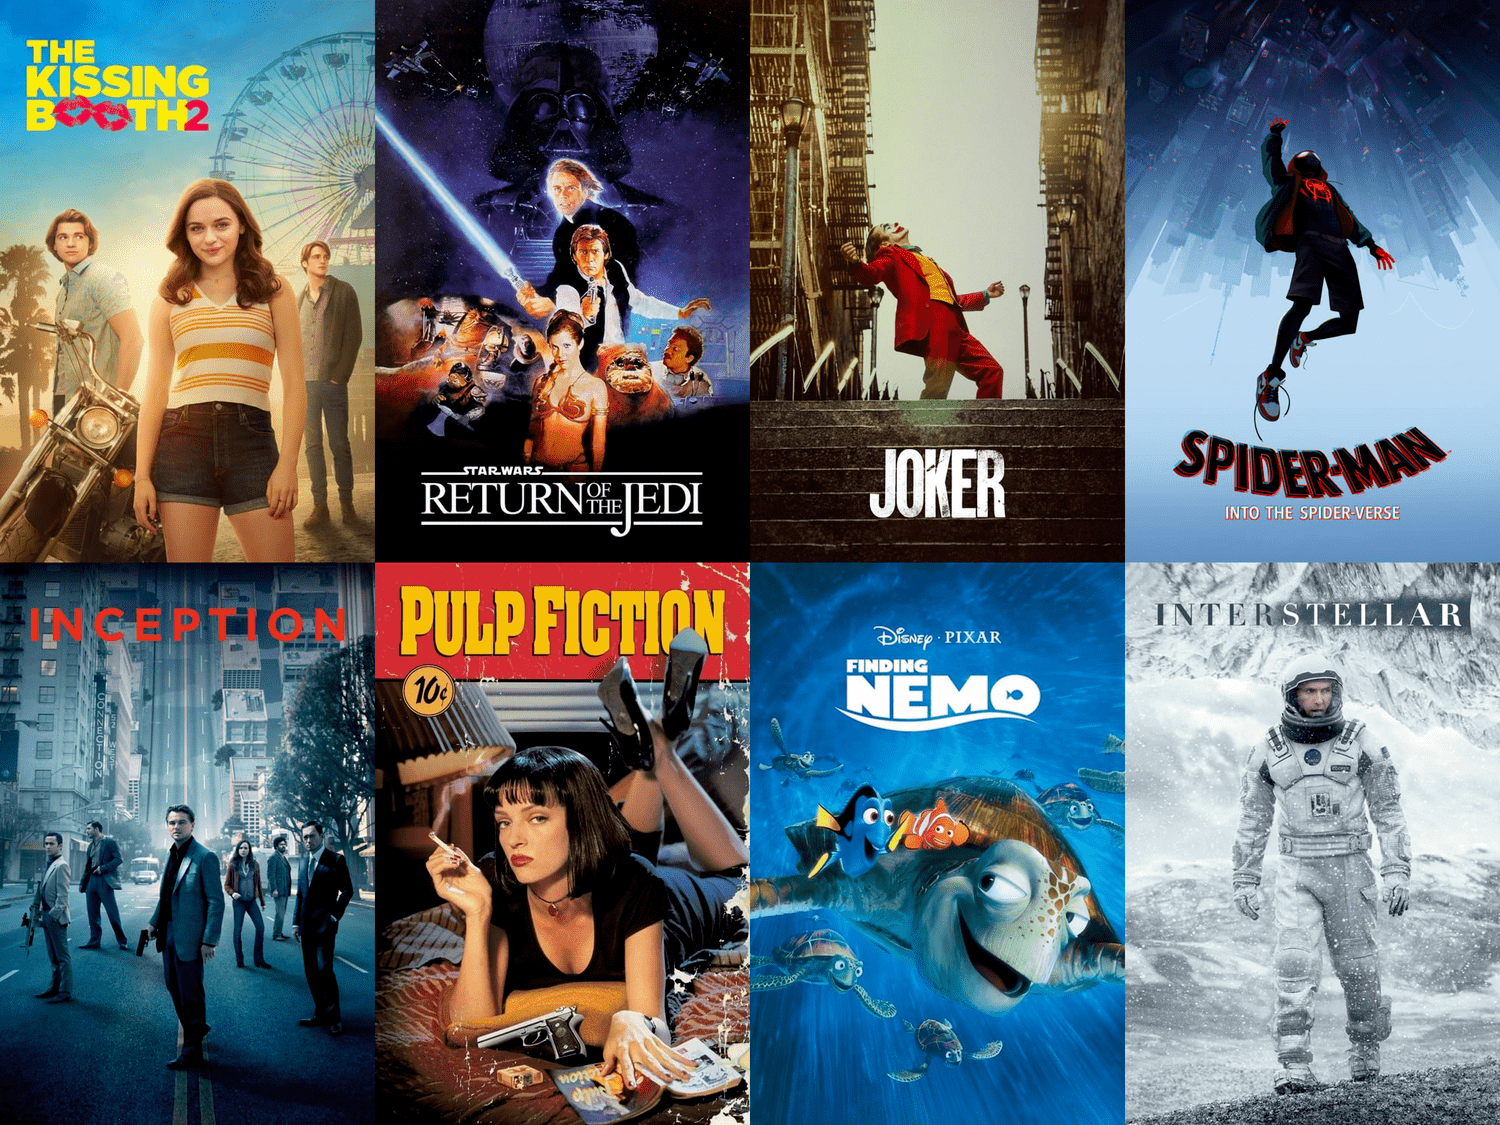 THE
KISSING
BOOTH2
STAR WARS
RETURN OF THE JEDI
JOKER
SPIDER-MAN
INTO THE SPIDER-VERSE
INCEPTION
CONNECTION
PULP FICTION
10¢
DISNEY · PIXAR
FINDING
NEMO
INTERSTELLAR